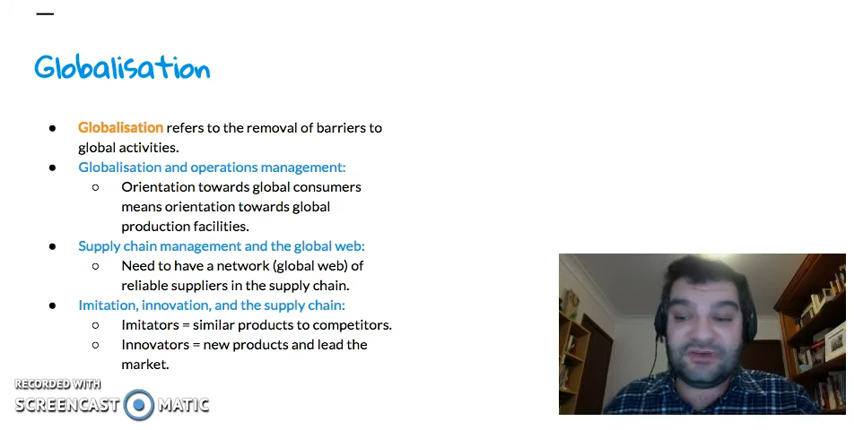 Globalisation
● Globalisation refers to the removal of barriers to
global activities.
● Globalisation and operations management:
○ Orientation towards global consumers
means orientation towards global
production facilities.
● Supply chain management and the global web:
○ Need to have a network (global web) of
reliable suppliers in the supply chain.
● Imitation, innovation, and the supply chain:
○ Imitators = similar products to competitors.
○ Innovators = new products and lead the
market.
RECORDED WITH
SCREENCAST MATIC